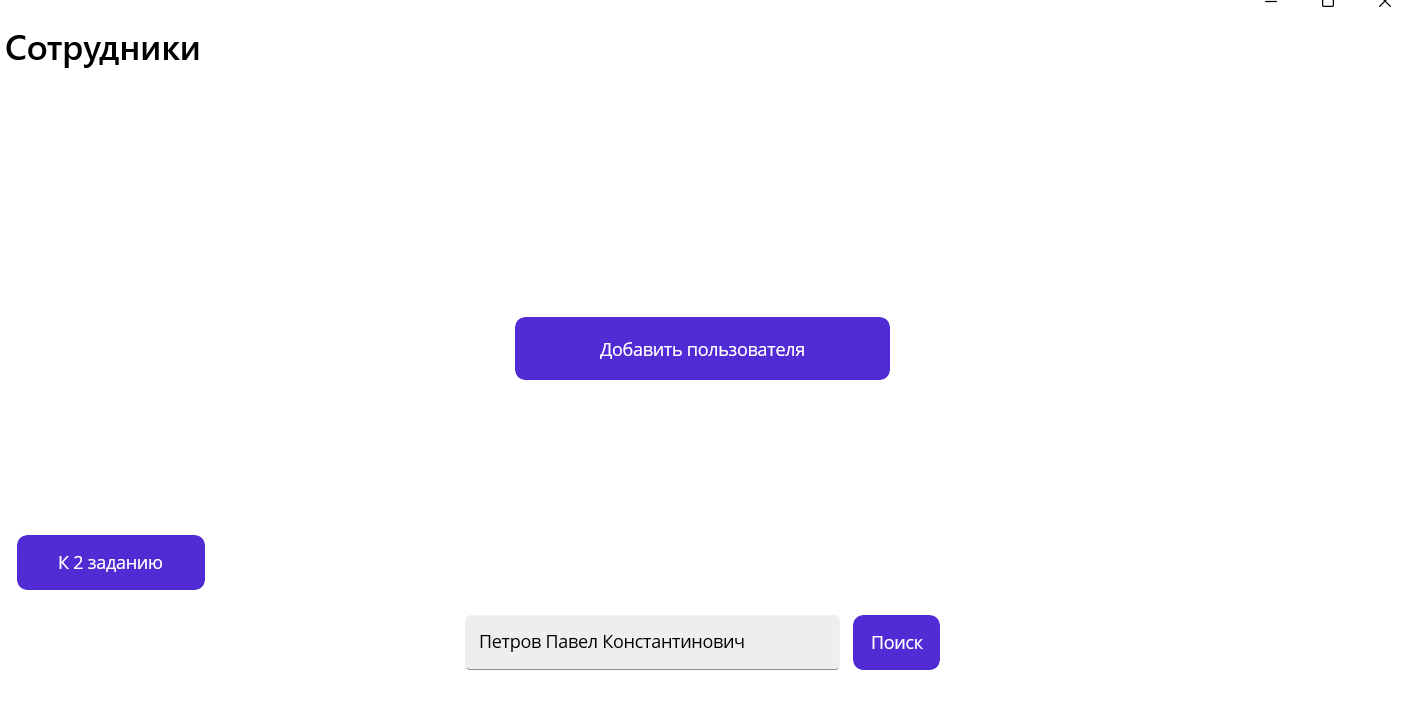 Сотрудники
Добавить пользователя
К 2 заданию
Петров Павел Константинович
Поиск